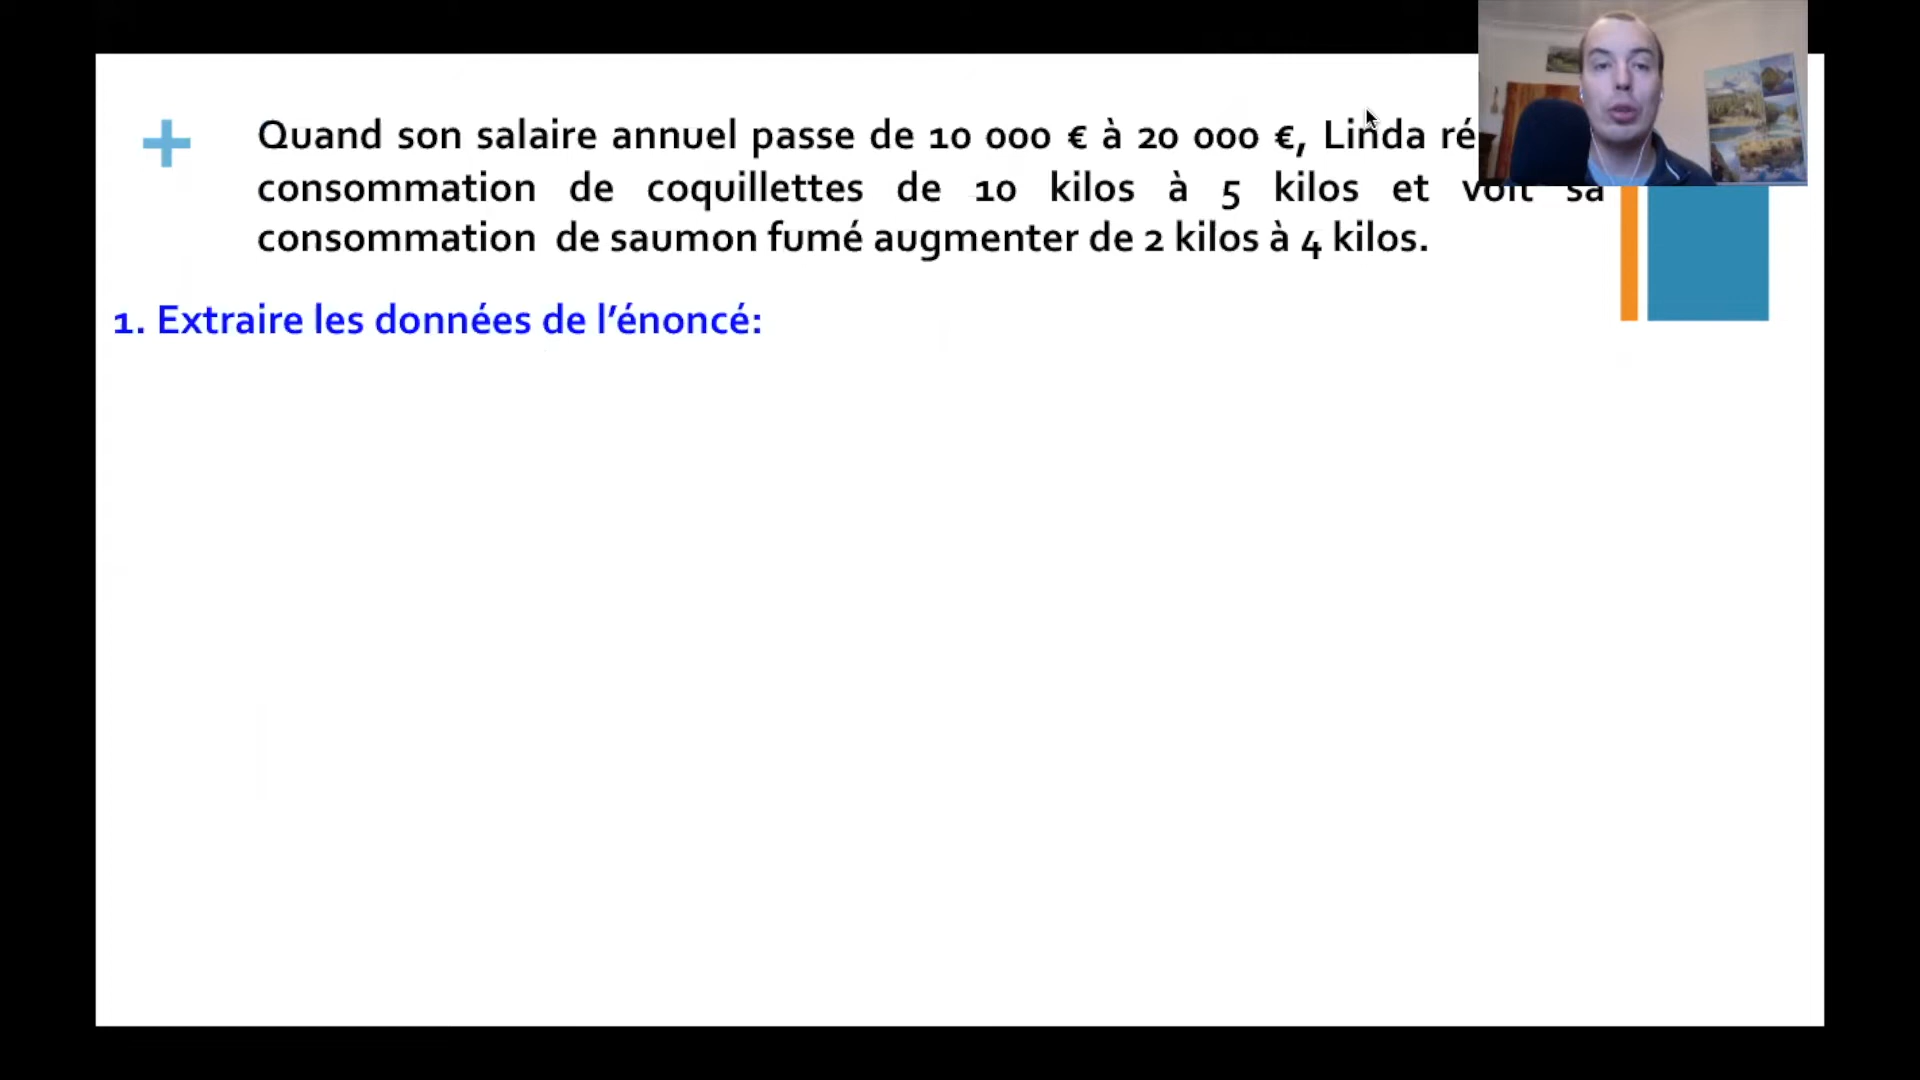 Quand son salaire annuel passe de 10 000 € à 20 000 €, Linda
consommation de coquillettes de 10 kilos à 5 kilos et voit sa
consommation de saumon fumé augmenter de 2 kilos à 4 kilos.
1. Extraire les données de l’énoncé: